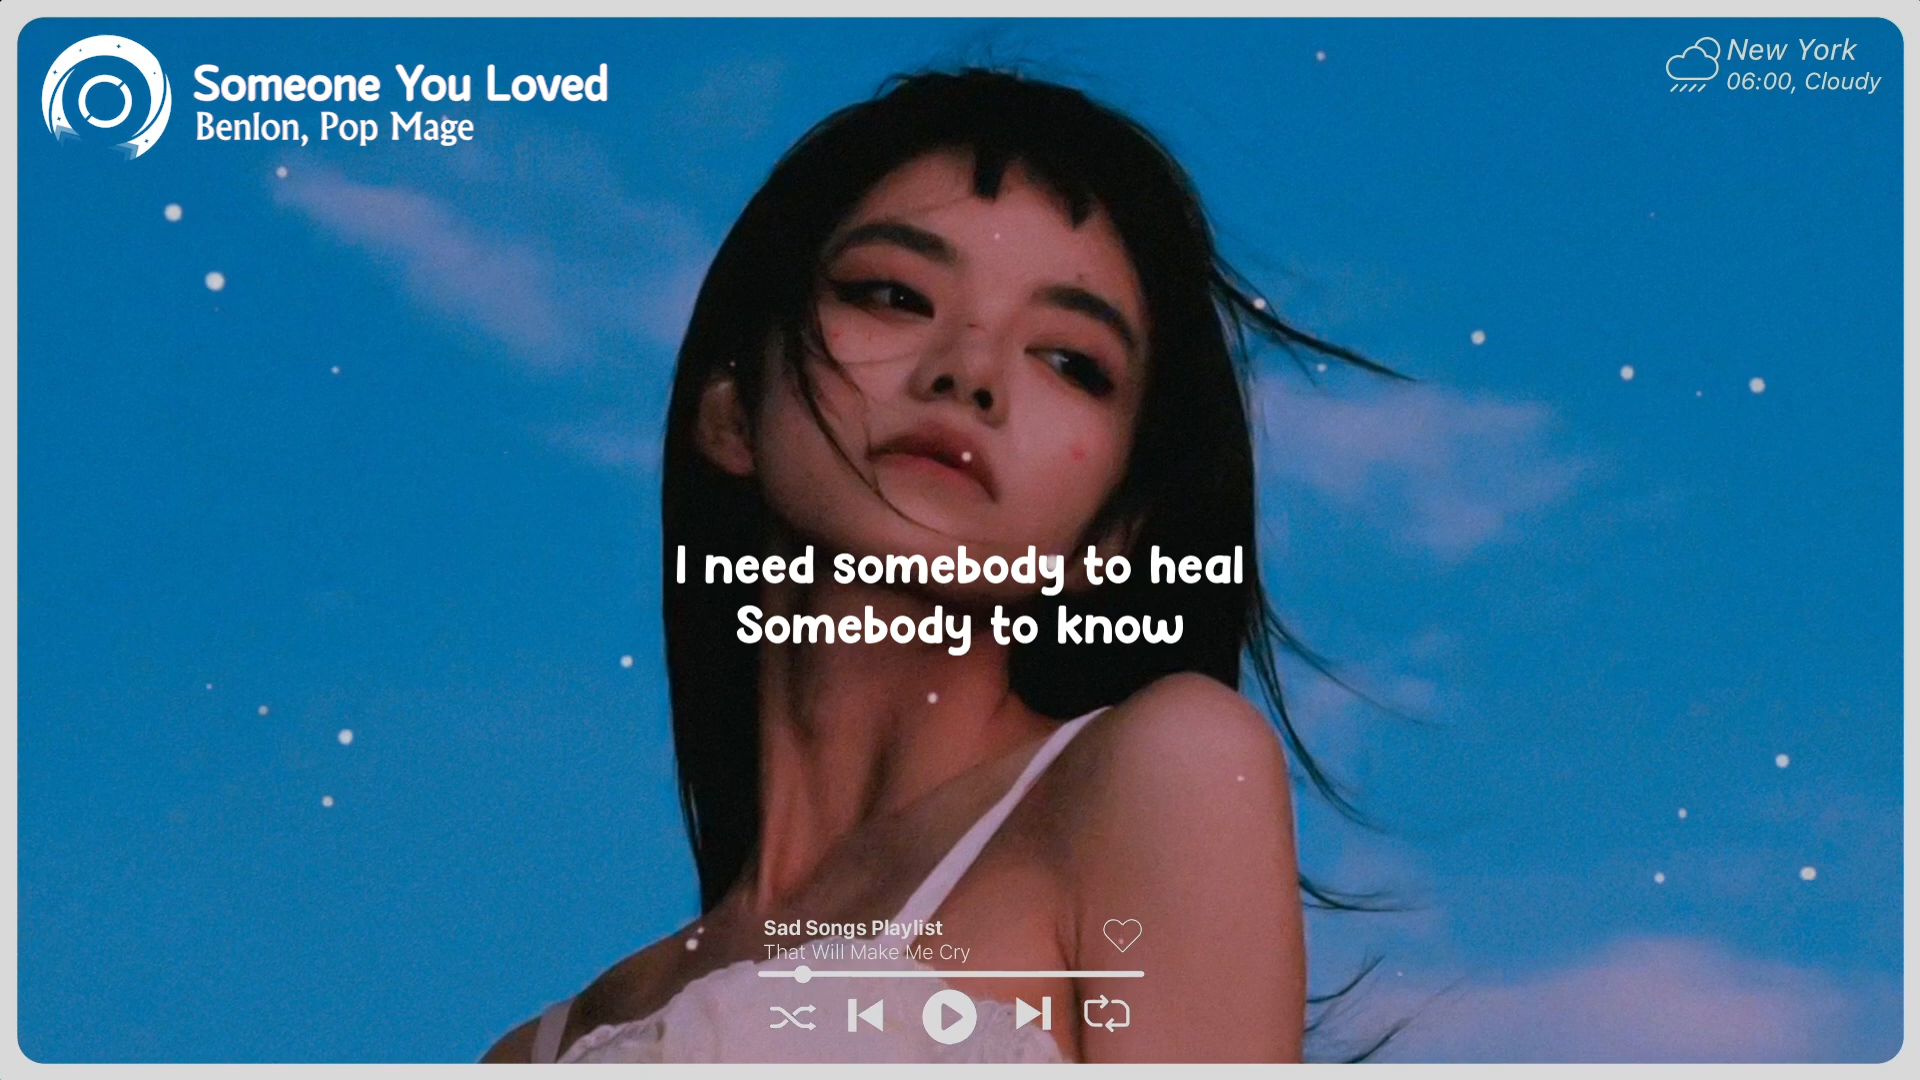 Someone You Loved
Benlon, Pop Mage
New York
06:00, Cloudy
I need somebody to heal
Somebody to know
Sad Songs Playlist
That Will Make Me Cry